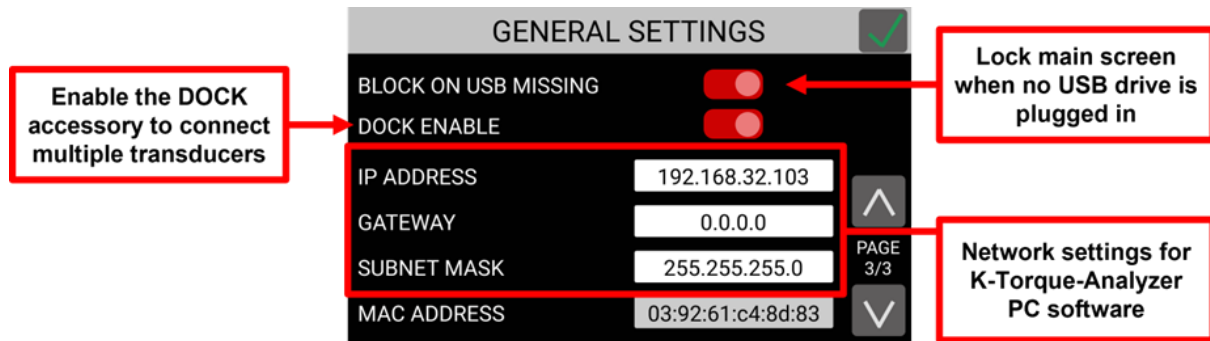 GENERAL SETTINGS
BLOCK ON USB MISSING
DOCK ENABLE
IP ADDRESS 192.168.32.103
GATEWAY 0.0.0.0
SUBNET MASK 255.255.255.0
MAC ADDRESS 03:92:61:c4:8d:83
PAGE
3/3
Enable the DOCK
accessory to connect
multiple transducers
Lock main screen
when no USB drive is
plugged in
Network settings for
K-Torque-Analyzer
PC software